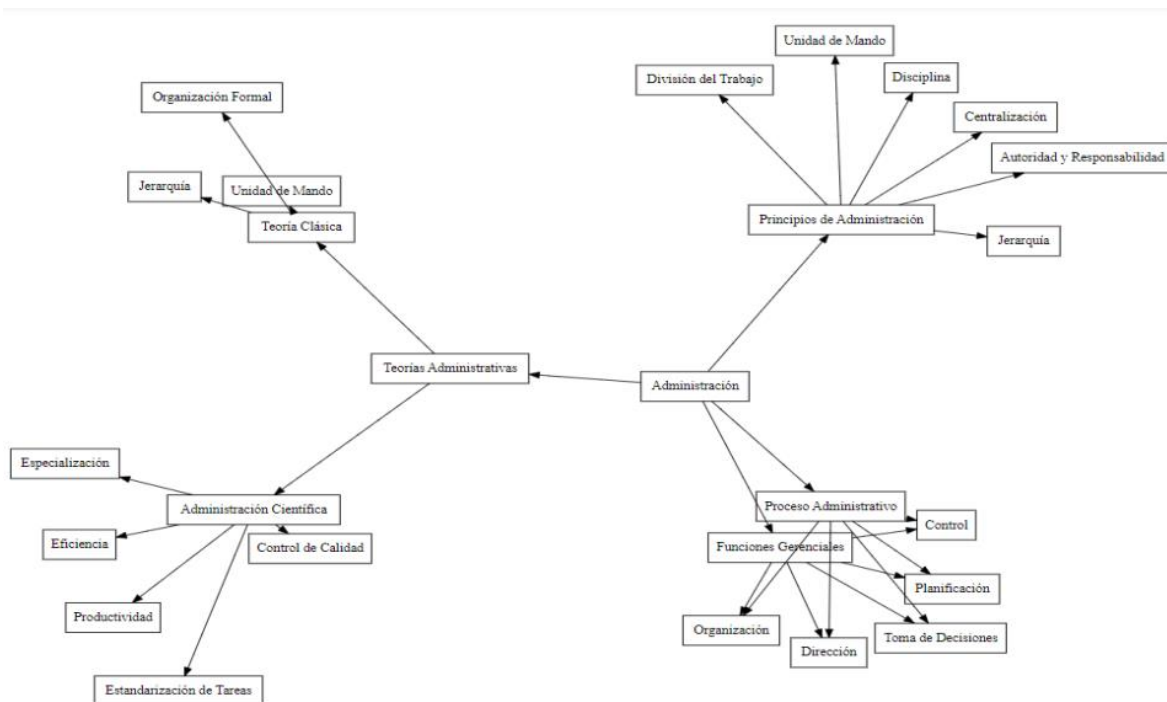 Unidad de Mando
División del Trabajo
Disciplina
Organización Formal
Centralización
Autoridad y Responsabilidad
Jerarquía
Unidad de Mando
Teoría Clásica
Principios de Administración
Jerarquía
Teorías Administrativas
Administración
Especialización
Administración Científica
Proceso Administrativo
Control
Eficiencia
Control de Calidad
Funciones Gerenciales
Planificación
Productividad
Organización
Toma de Decisiones
Dirección
Estandarización de Tareas